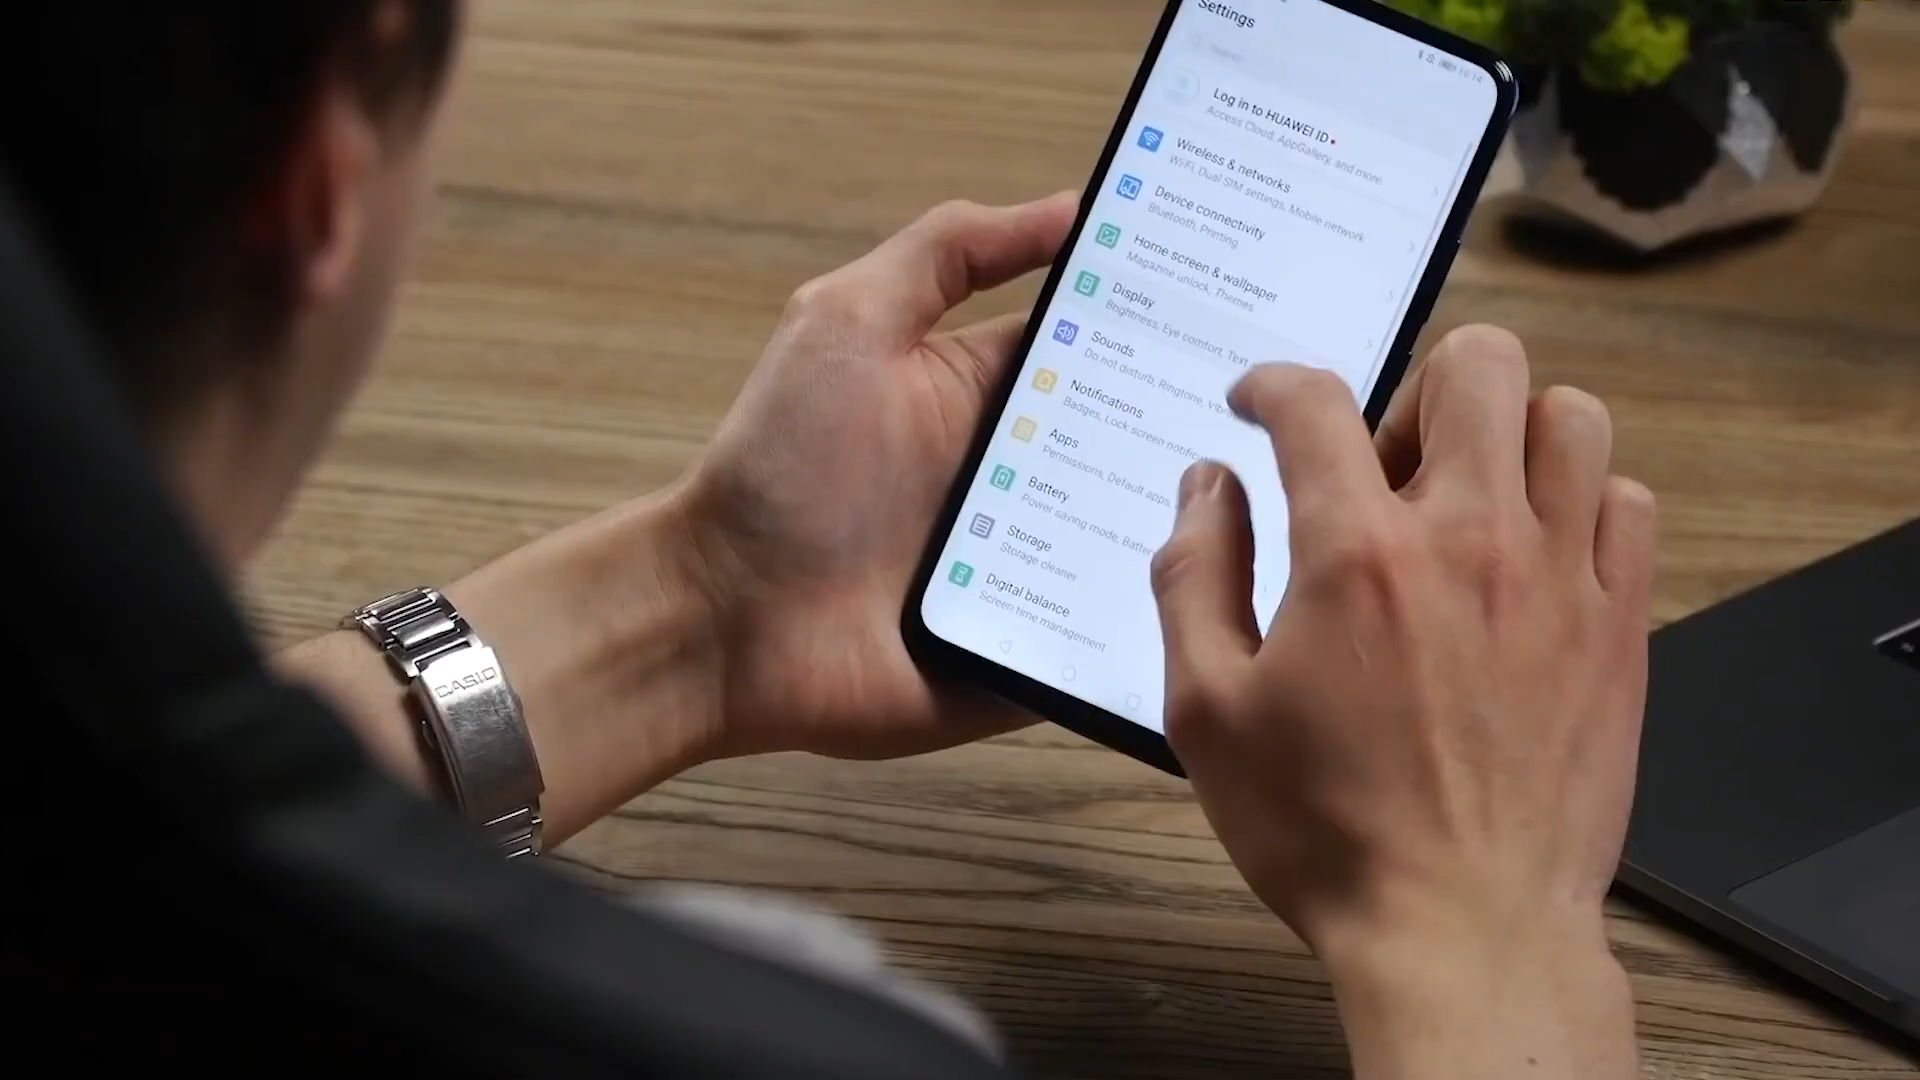 Settings
16:14
Log in to HUAWEI ID
Access Cloud, AppGallery, and more
Wireless & networks
Wi-Fi, Dual SIM settings, Mobile network
Device connectivity
Bluetooth, Printing
Home screen & wallpaper
Magazine unlock, Themes
Display
Brightness, Eye comfort, Text
Sounds
Do not disturb, Ringtone,
Notifications
Badges, Lock screen
Apps
Permissions, Default apps,
Battery
Power saving mode,
Storage
Storage cleaner
Digital balance
Screen time management
CASIO